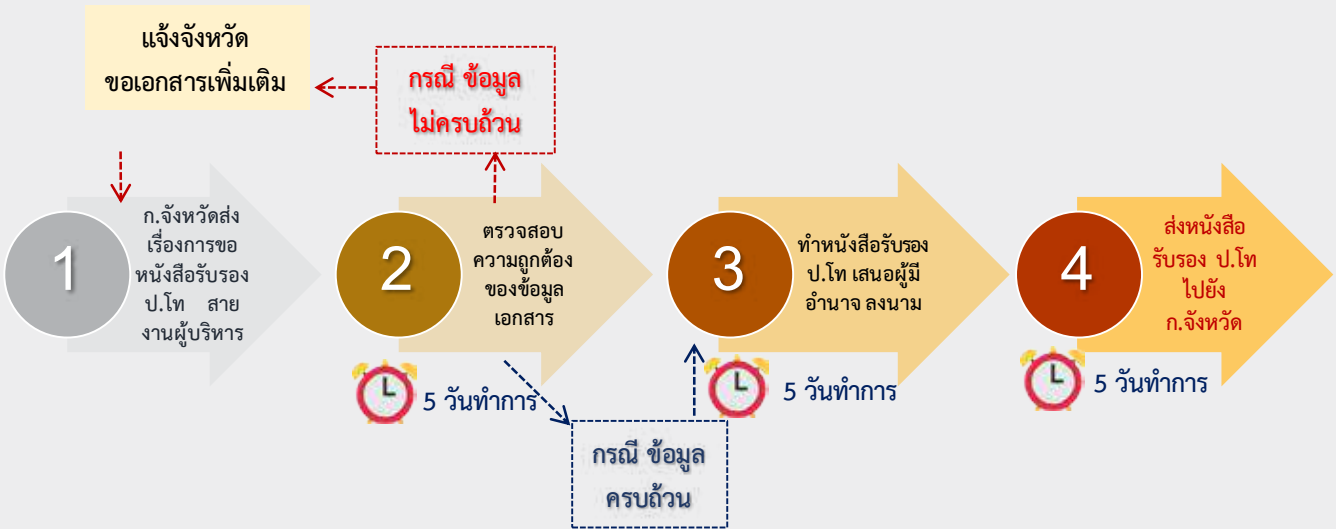 แจ้งจังหวัด
ขอเอกสารเพิ่มเติม
กรณี ข้อมูล
ไม่ครบถ้วน
1
ก.จังหวัดส่ง
เรื่องการขอ
หนังสือรับรอง
ป.โท สาย
งานผู้บริหาร
2
ตรวจสอบ
ความถูกต้อง
ของข้อมูล
เอกสาร
5 วันทำการ
กรณี ข้อมูล
ครบถ้วน
3
ทำหนังสือรับรอง
ป.โท เสนอผู้มี
อำนาจ ลงนาม
5 วันทำการ
4
ส่งหนังสือ
รับรอง ป.โท
ไปยัง
ก.จังหวัด
5 วันทำการ